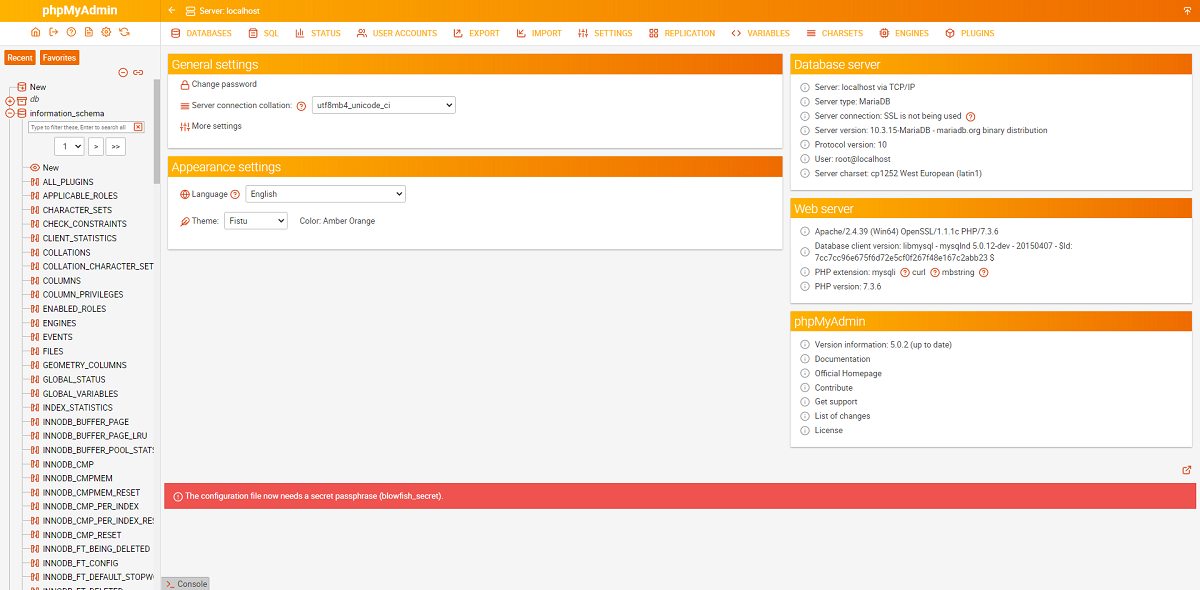 phpMyAdmin
Recent
Favorites
New
db
information_schema
Type to filter these, Enter to search all
1
>
>>
New
ALL_PLUGINS
APPLICABLE_ROLES
CHARACTER_SETS
CHECK_CONSTRAINTS
CLIENT_STATISTICS
COLLATIONS
COLLATION_CHARACTER_SET
COLUMNS
COLUMN_PRIVILEGES
ENABLED_ROLES
ENGINES
EVENTS
FILES
GEOMETRY_COLUMNS
GLOBAL_STATUS
GLOBAL_VARIABLES
INDEX_STATISTICS
INNODB_BUFFER_PAGE
INNODB_BUFFER_PAGE_LRU
INNODB_BUFFER_POOL_STATS
INNODB_CMP
INNODB_CMPMEM
INNODB_CMPMEM_RESET
INNODB_CMP_PER_INDEX
INNODB_CMP_PER_INDEX_RES
INNODB_CMP_RESET
INNODB_FT_BEING_DELETED
INNODB_FT_CONFIG
INNODB_FT_DEFAULT_STOPW
INNODB_FT_DELETED
Server: localhost
DATABASES SQL STATUS USER ACCOUNTS EXPORT IMPORT SETTINGS REPLICATION VARIABLES CHARSETS ENGINES PLUGINS
General settings
Change password
Server connection collation: utf8mb4_unicode_ci
More settings
Appearance settings
Language English
Theme: Fistu Color: Amber Orange
Database server
Server: localhost via TCP/IP
Server type: MariaDB
Server connection: SSL is not being used
Server version: 10.3.15-MariaDB - mariadb.org binary distribution
Protocol version: 10
User: root@localhost
Server charset: cp1252 West European (latin1)
Web server
Apache/2.4.39 (Win64) OpenSSL/1.1.1c PHP/7.3.6
Database client version: libmysql - mysqlnd 5.0.12-dev - 20150407 - $Id:
7cc7cc96e675f6d72e5cf0f267f48e167c2abb23 $
PHP extension: mysqli curl mbstring
PHP version: 7.3.6
phpMyAdmin
Version information: 5.0.2 (up to date)
Documentation
Official Homepage
Contribute
Get support
List of changes
License
The configuration file now needs a secret passphrase (blowfish_secret).
Console